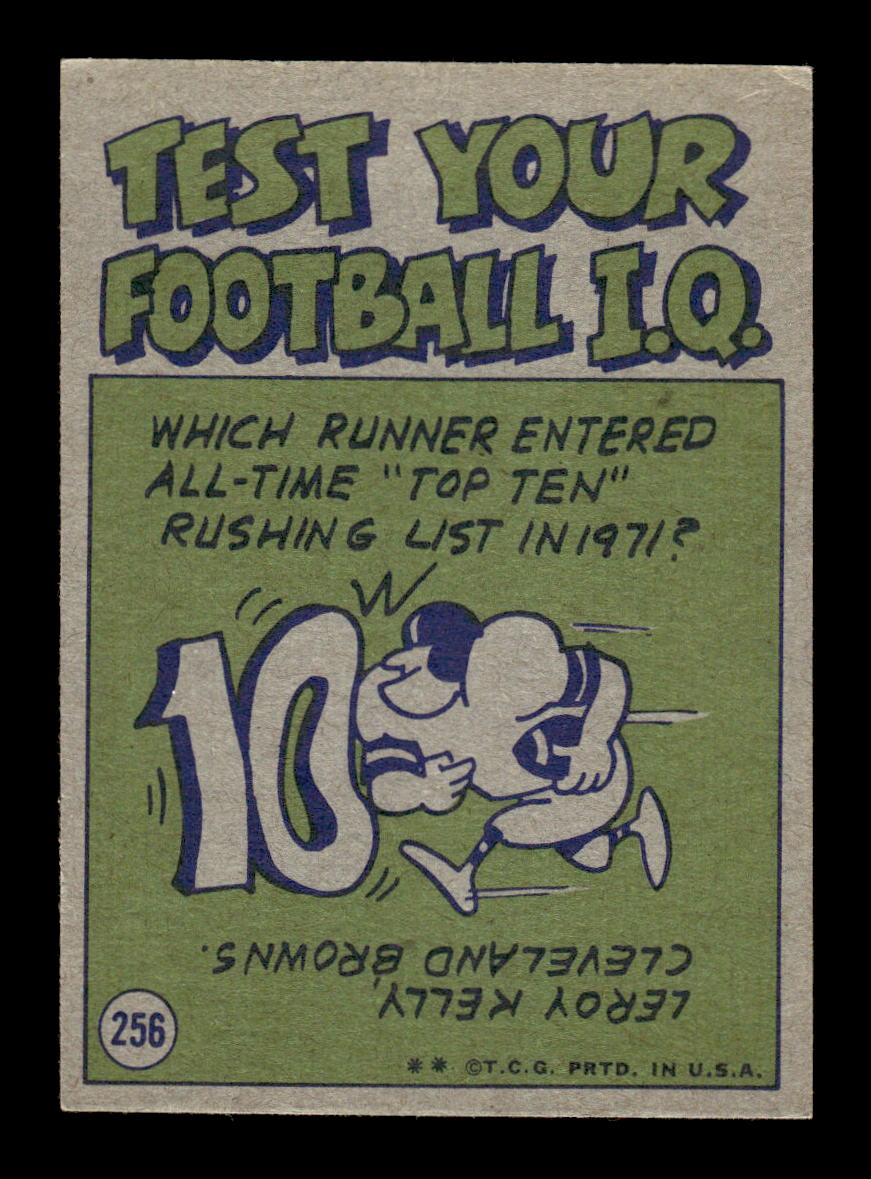 TEST YOUR
FOOTBALL I.Q.
WHICH RUNNER ENTERED
ALL-TIME "TOP TEN"
RUSHING LIST IN 1971?
10
LEROY KELLY,
CLEVELAND BROWNS.
256
** ©T.C.G. PRTD. IN U.S.A.